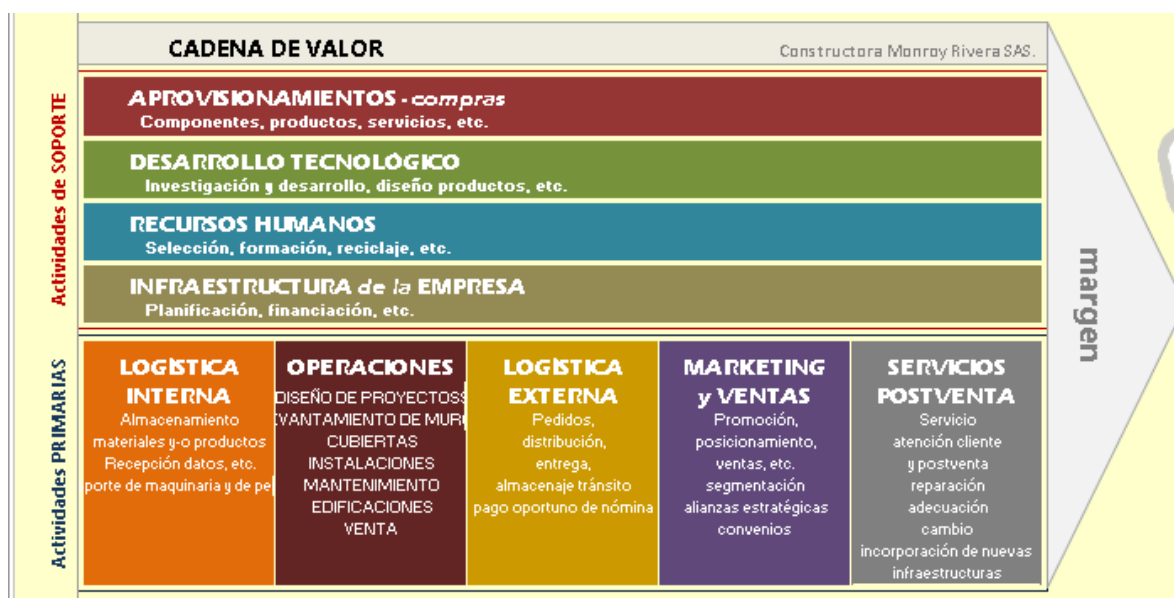 CADENA DE VALOR
Constructora Monroy Rivera SAS.
Actividades de SOPORTE
APROVISIONAMIENTOS - compras
Componentes, productos, servicios, etc.
DESARROLLO TECNOLÓGICO
Investigación y desarrollo, diseño productos, etc.
RECURSOS HUMANOS
Selección, formación, reciclaje, etc.
INFRAESTRUCTURA de la EMPRESA
Planificación, financiación, etc.
margen
Actividades PRIMARIAS
LOGÍSTICA
INTERNA
Almacenamiento
materiales y-o productos
Recepción datos, etc.
porte de maquinaria y de pe
OPERACIONES
DISEÑO DE PROYECTOSS
EVANTAMIENTO DE MUR
CUBIERTAS
INSTALACIONES
MANTENIMIENTO
EDIFICACIONES
VENTA
LOGÍSTICA
EXTERNA
Pedidos,
distribución,
entrega,
almacenaje tránsito
pago oportuno de nómina
MARKETING
y VENTAS
Promoción,
posicionamiento,
ventas, etc.
segmentación
alianzas estratégicas
convenios
SERVICIOS
POSTVENTA
Servicio
atención cliente
y postventa
reparación
adecuación
cambio
incorporación de nuevas
infraestructuras